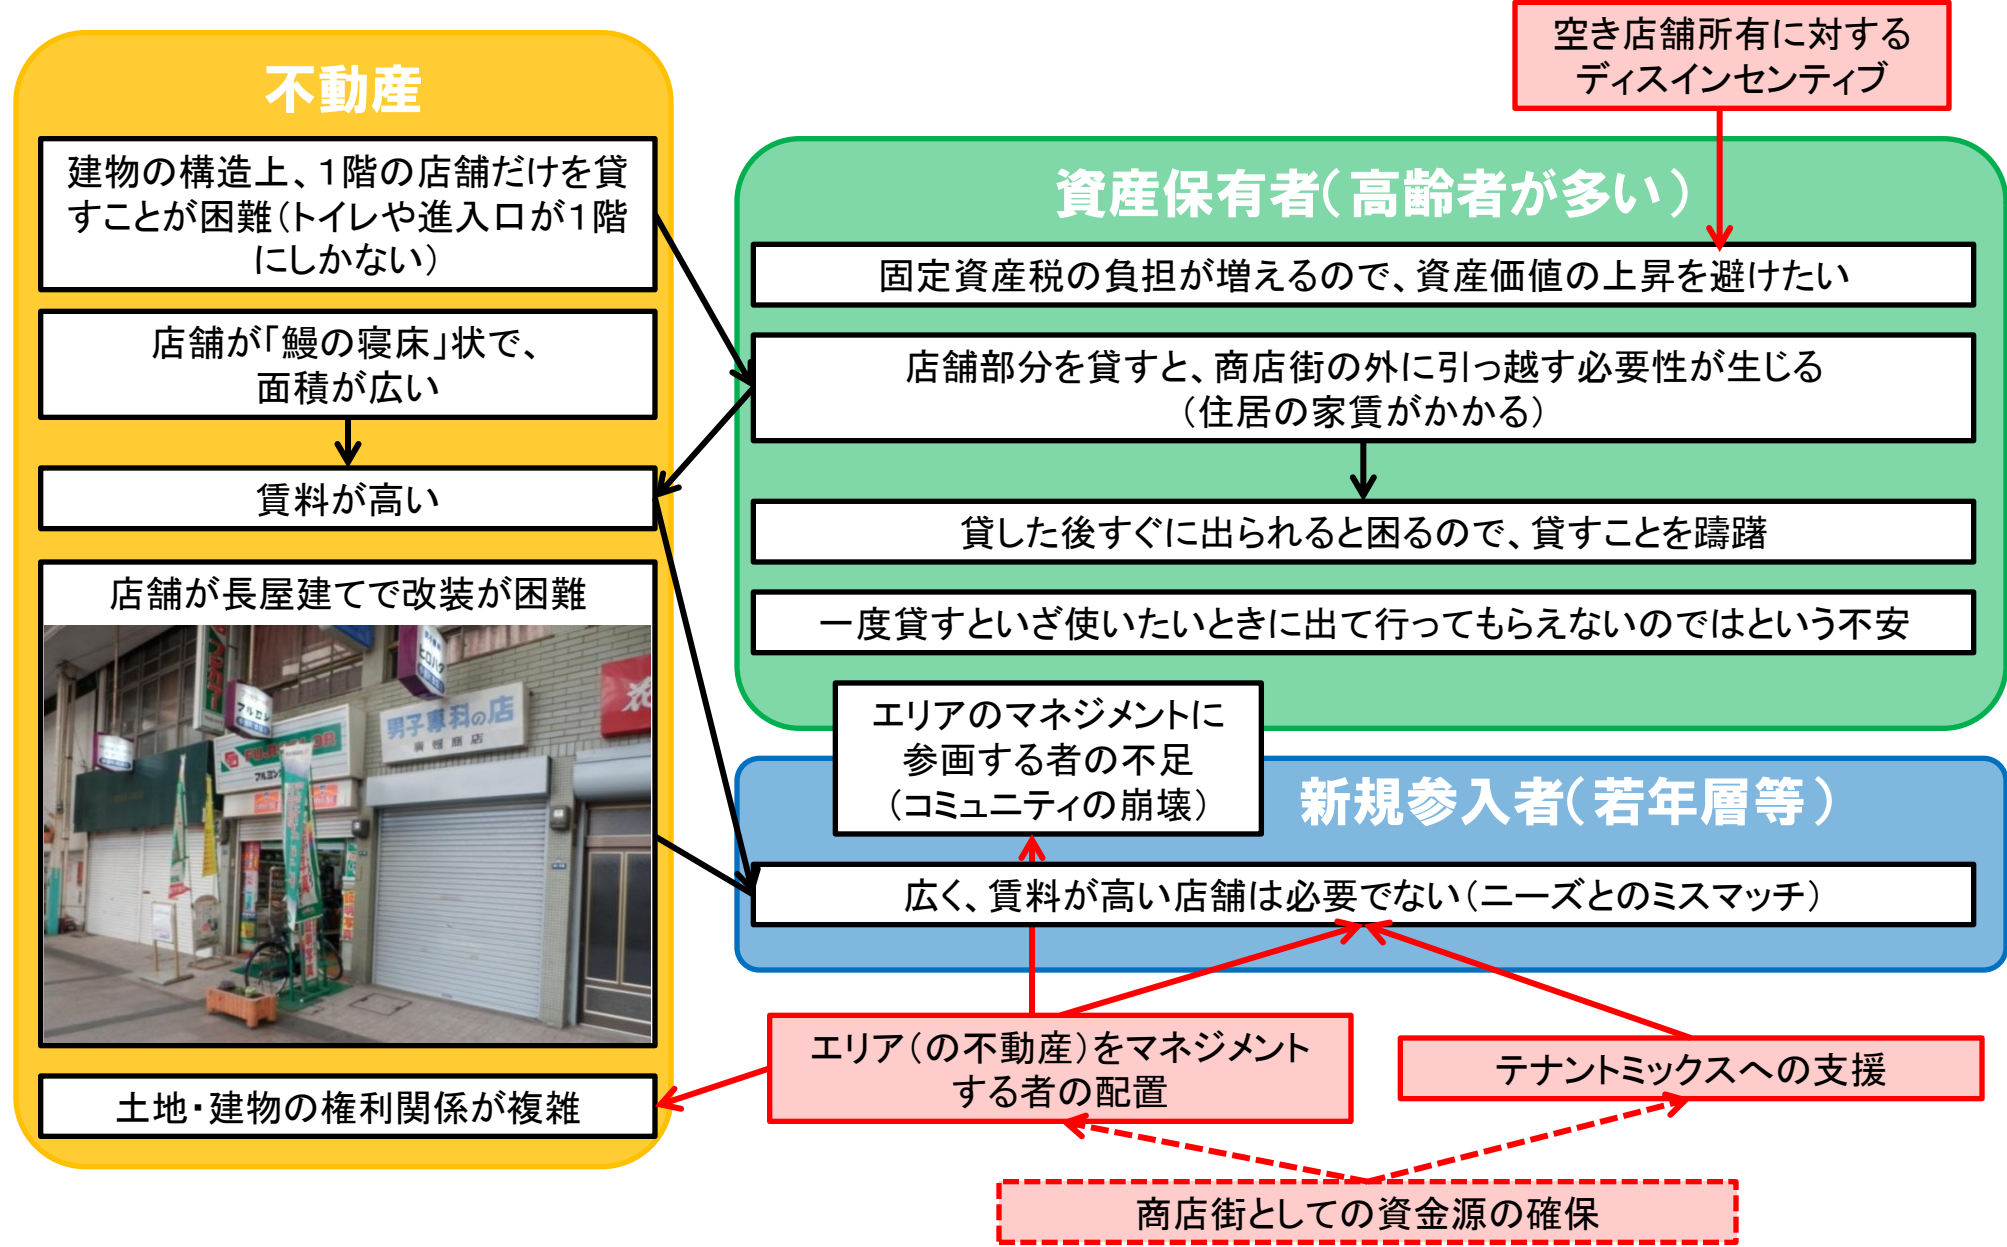 空き店舗所有に対する
ディスインセンティブ
不動産
建物の構造上、1階の店舗だけを貸
すことが困難(トイレや進入口が1階
にしかない)
店舗が「鰻の寝床」状で、
面積が広い
賃料が高い
店舗が長屋建てで改装が困難
ヒロハタ
フルヨシ
FUJICOLOR
男子専科の店
廣畑商店
花
土地・建物の権利関係が複雑
資産保有者(高齢者が多い)
固定資産税の負担が増えるので、資産価値の上昇を避けたい
店舗部分を貸すと、商店街の外に引っ越す必要性が生じる
(住居の家賃がかかる)
貸した後すぐに出られると困るので、貸すことを躊躇
一度貸すといざ使いたいときに出て行ってもらえないのではという不安
エリアのマネジメントに
参画する者の不足
(コミュニティの崩壊)
新規参入者(若年層等)
広く、賃料が高い店舗は必要でない(ニーズとのミスマッチ)
エリア(の不動産)をマネジメント
する者の配置
テナントミックスへの支援
商店街としての資金源の確保